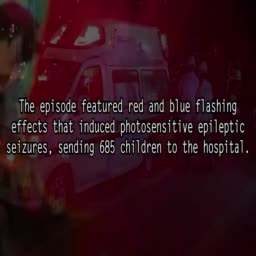 The episode featured red and blue flashing
effects that induced photosensitive epileptic
seizures, sending 685 children to the hospital.